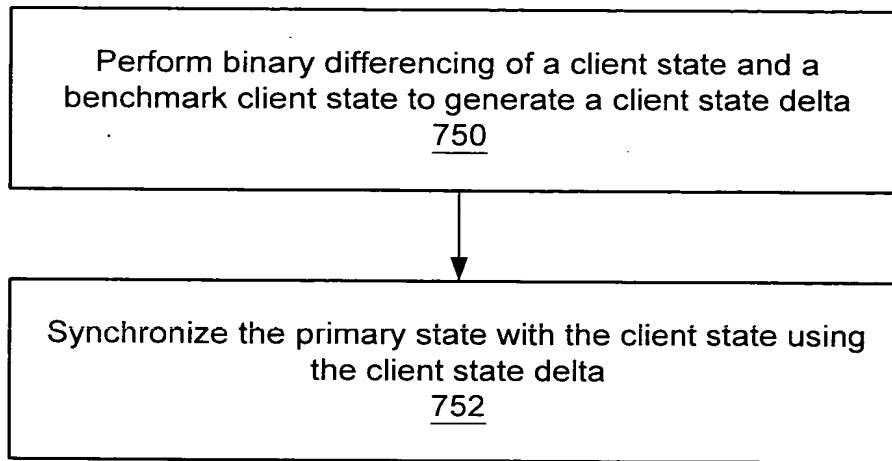 Perform binary differencing of a client state and a
benchmark client state to generate a client state delta
750
Synchronize the primary state with the client state using
the client state delta
752